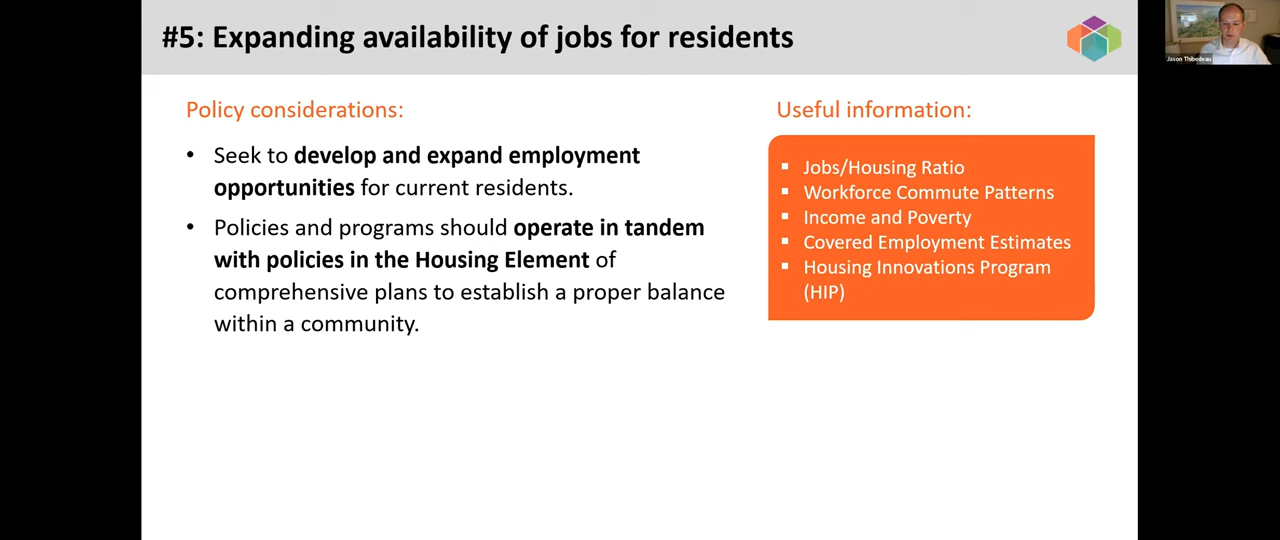 #5: Expanding availability of jobs for residents
Policy considerations:
• Seek to develop and expand employment
opportunities for current residents.
• Policies and programs should operate in tandem
with policies in the Housing Element of
comprehensive plans to establish a proper balance
within a community.
Useful information:
▪ Jobs/Housing Ratio
▪ Workforce Commute Patterns
▪ Income and Poverty
▪ Covered Employment Estimates
▪ Housing Innovations Program
(HIP)
Jason Thibedeau